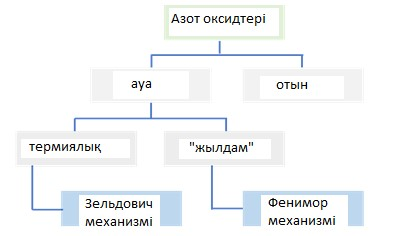 Азот оксидтері
ауа
отын
термиялық
"жылдам"
Зельдович
механизмі
Фенимор
механизмі